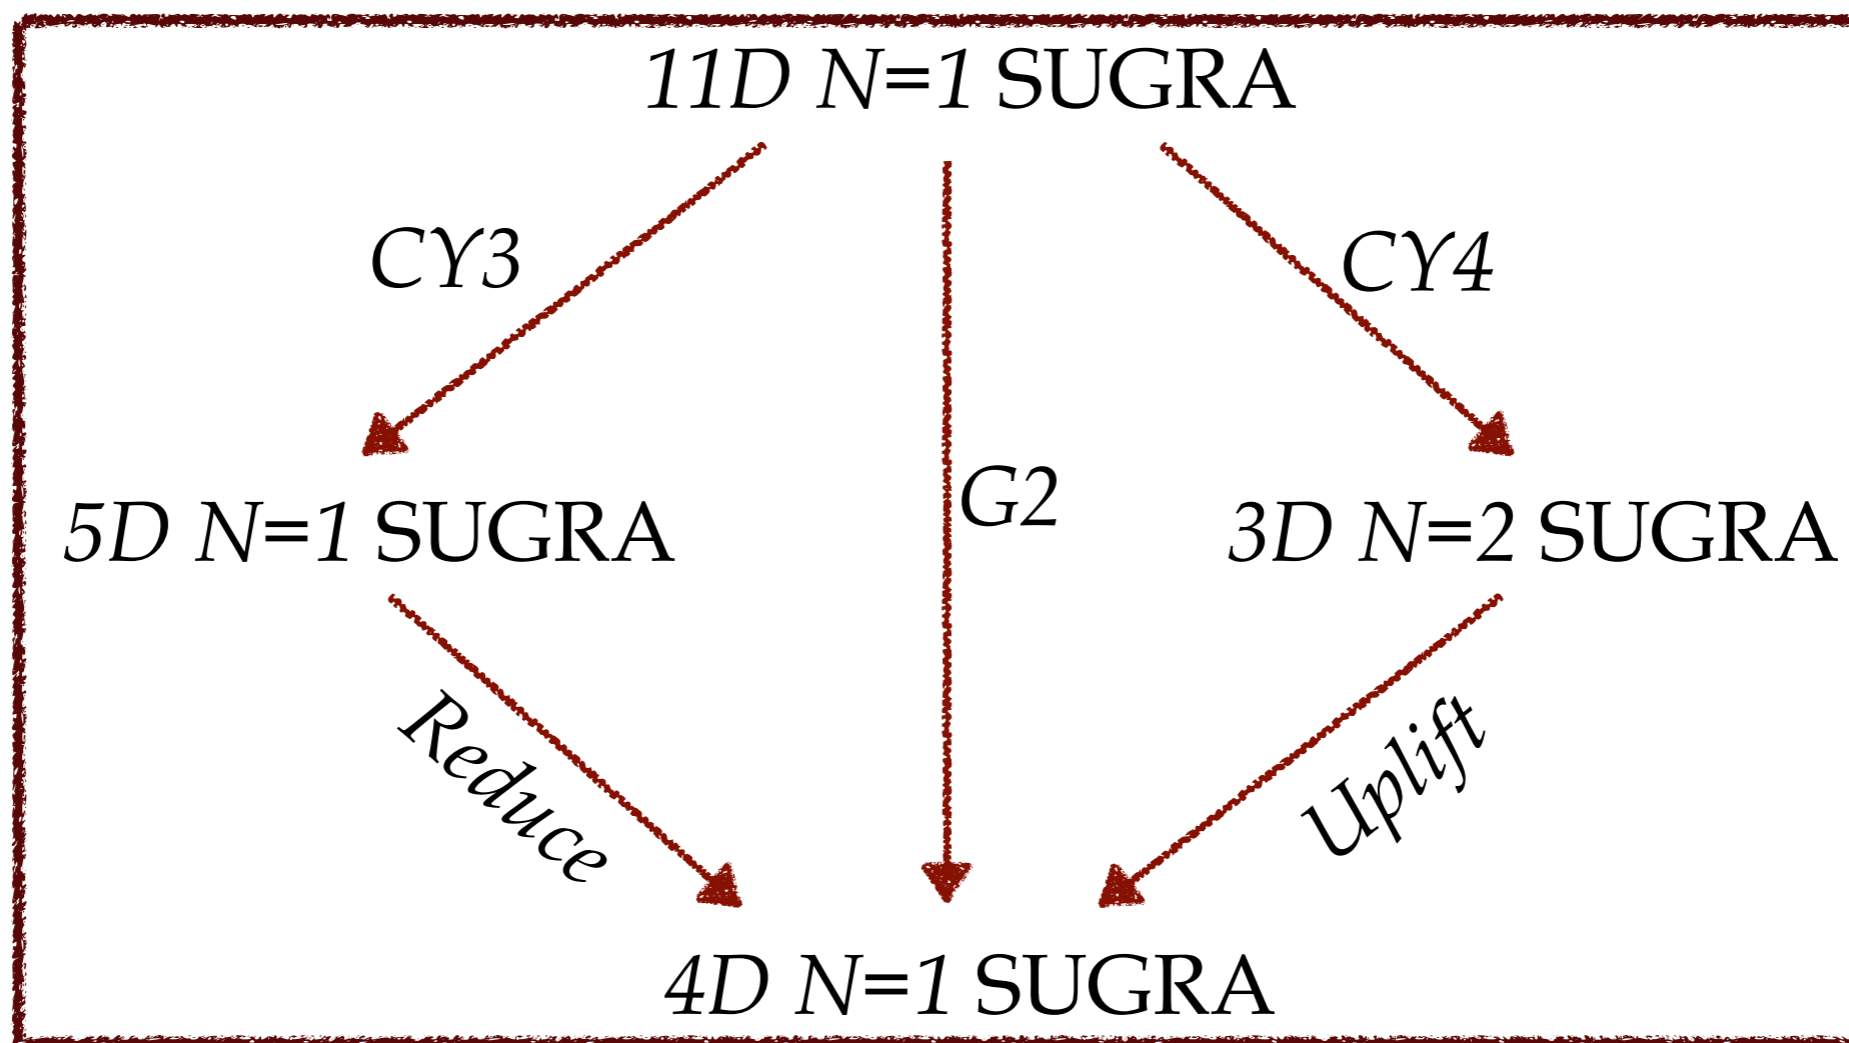 11D N=1 SUGRA
CY3
CY4
G2
5D N=1 SUGRA
3D N=2 SUGRA
Reduce
Uplift
4D N=1 SUGRA